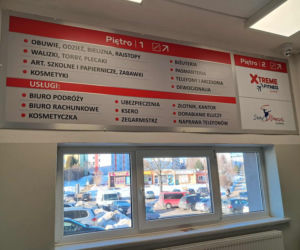 Piętro 1
OBUWIE, ODZIEŻ, BIELIZNA, RAJSTOPY
WALIZKI, TORBY, PLECAKI
ART. SZKOLNE I PAPIERNICZE, ZABAWKI
KOSMETYKI
BIŻUTERIA
PASMANTERIA
TELEFONY I AKCESORIA
DEWOCJONALIA
USŁUGI:
BIURO PODRÓŻY
BIURO RACHUNKOWE
KOSMETYCZKA
UBEZPIECZENIA
KSERO
ZEGARMISTRZ
ZŁOTNIK, KANTOR
DORABIANIE KLUCZY
NAPRAWA TELEFONÓW
Piętro 2
XTREME
FITNESS